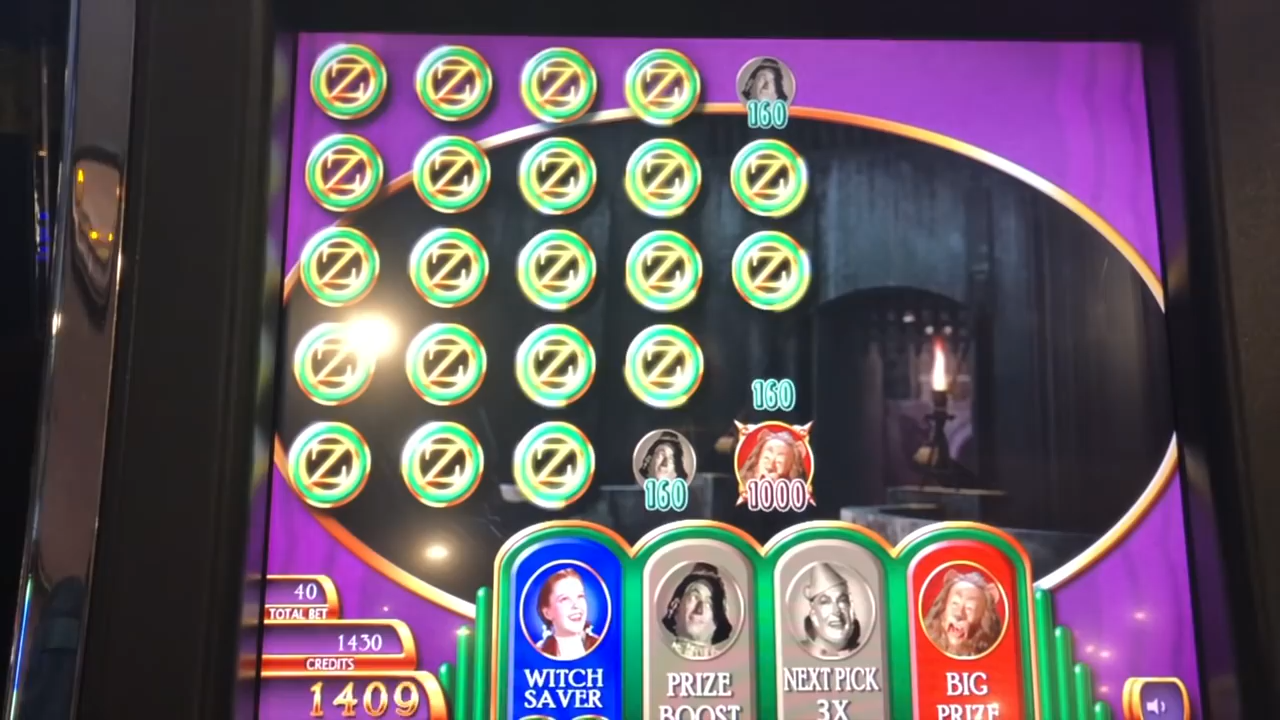 Z Z Z Z
160
Z Z Z Z Z
Z Z Z Z Z
Z Z Z Z
160
Z Z Z
160 1000
40
TOTAL BET
1430
CREDITS
1409
WITCH
SAVER
PRIZE
BOOST
NEXT PICK
3X
BIG
PRIZE